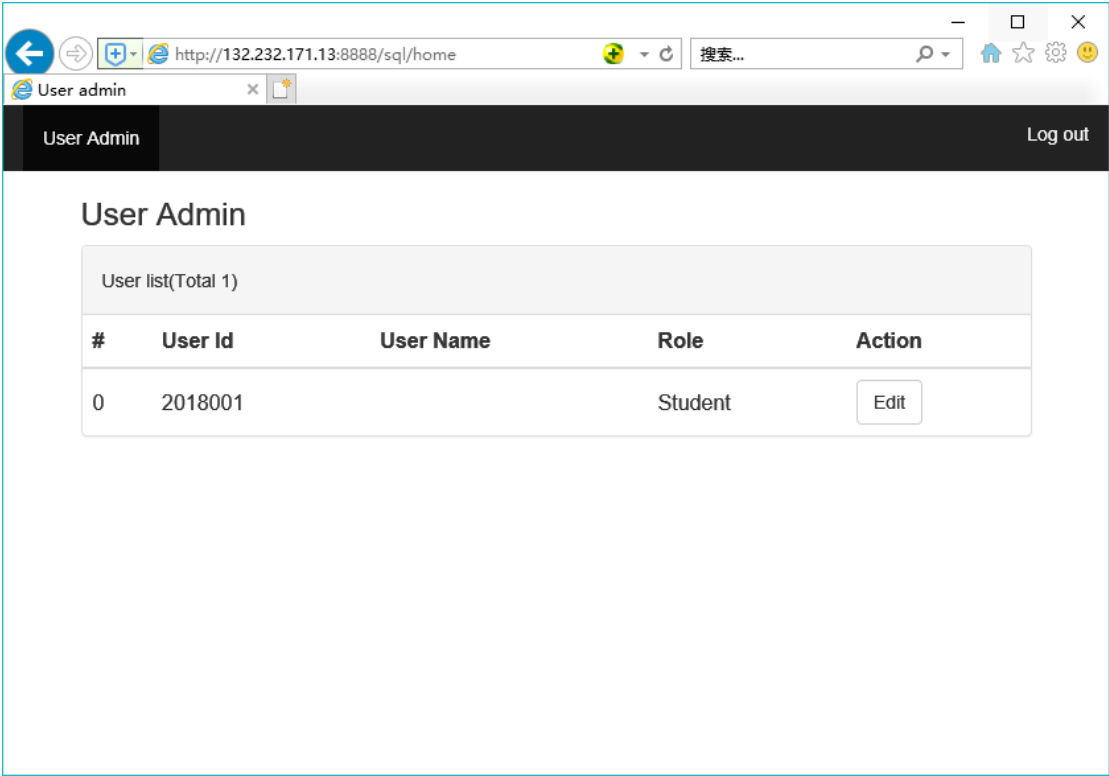 http://132.232.171.13:8888/sql/home
搜索...
User admin
User Admin
Log out
User Admin
User list(Total 1)
# User Id User Name Role Action
0 2018001 Student Edit